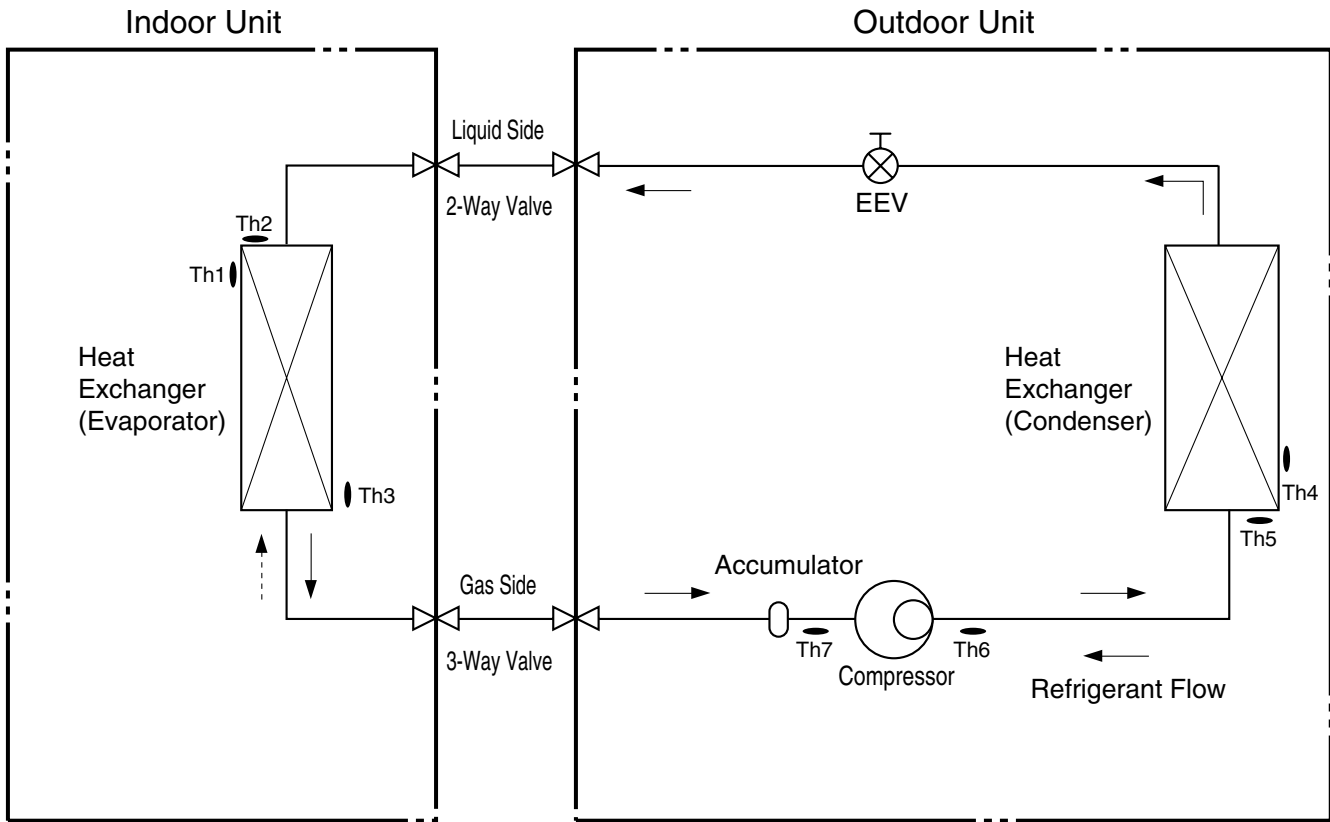 Indoor Unit
Outdoor Unit
Liquid Side
2-Way Valve
EEV
Th2
Th1
Heat
Exchanger
(Evaporator)
Th3
Heat
Exchanger
(Condenser)
Th4
Th5
Gas Side
3-Way Valve
Accumulator
Th7
Compressor
Th6
Refrigerant Flow